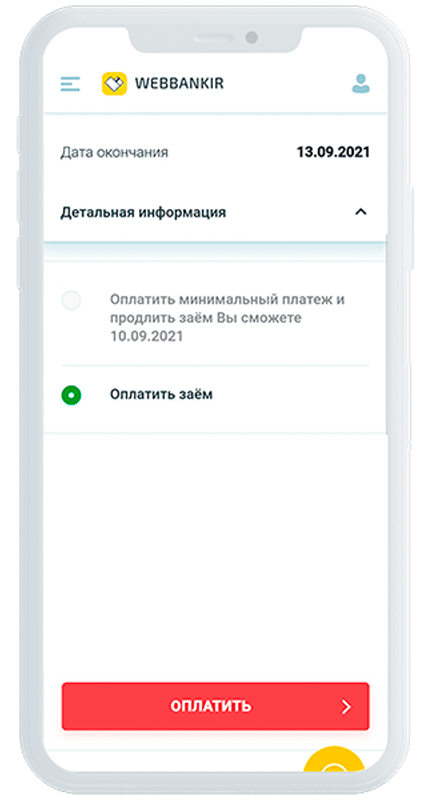 WEBBANKIR
Дата окончания 13.09.2021
Детальная информация
Оплатить минимальный платеж и
продлить заём Вы сможете
10.09.2021
Оплатить заём
ОПЛАТИТЬ